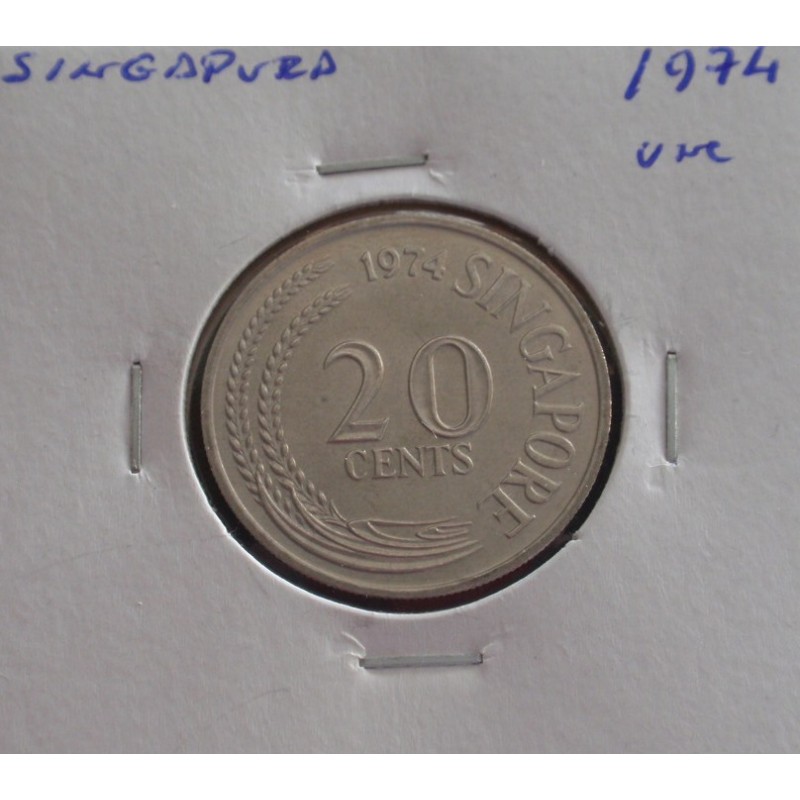 SINGAPURA 1974
UNC
1974 SINGAPORE
20
CENTS